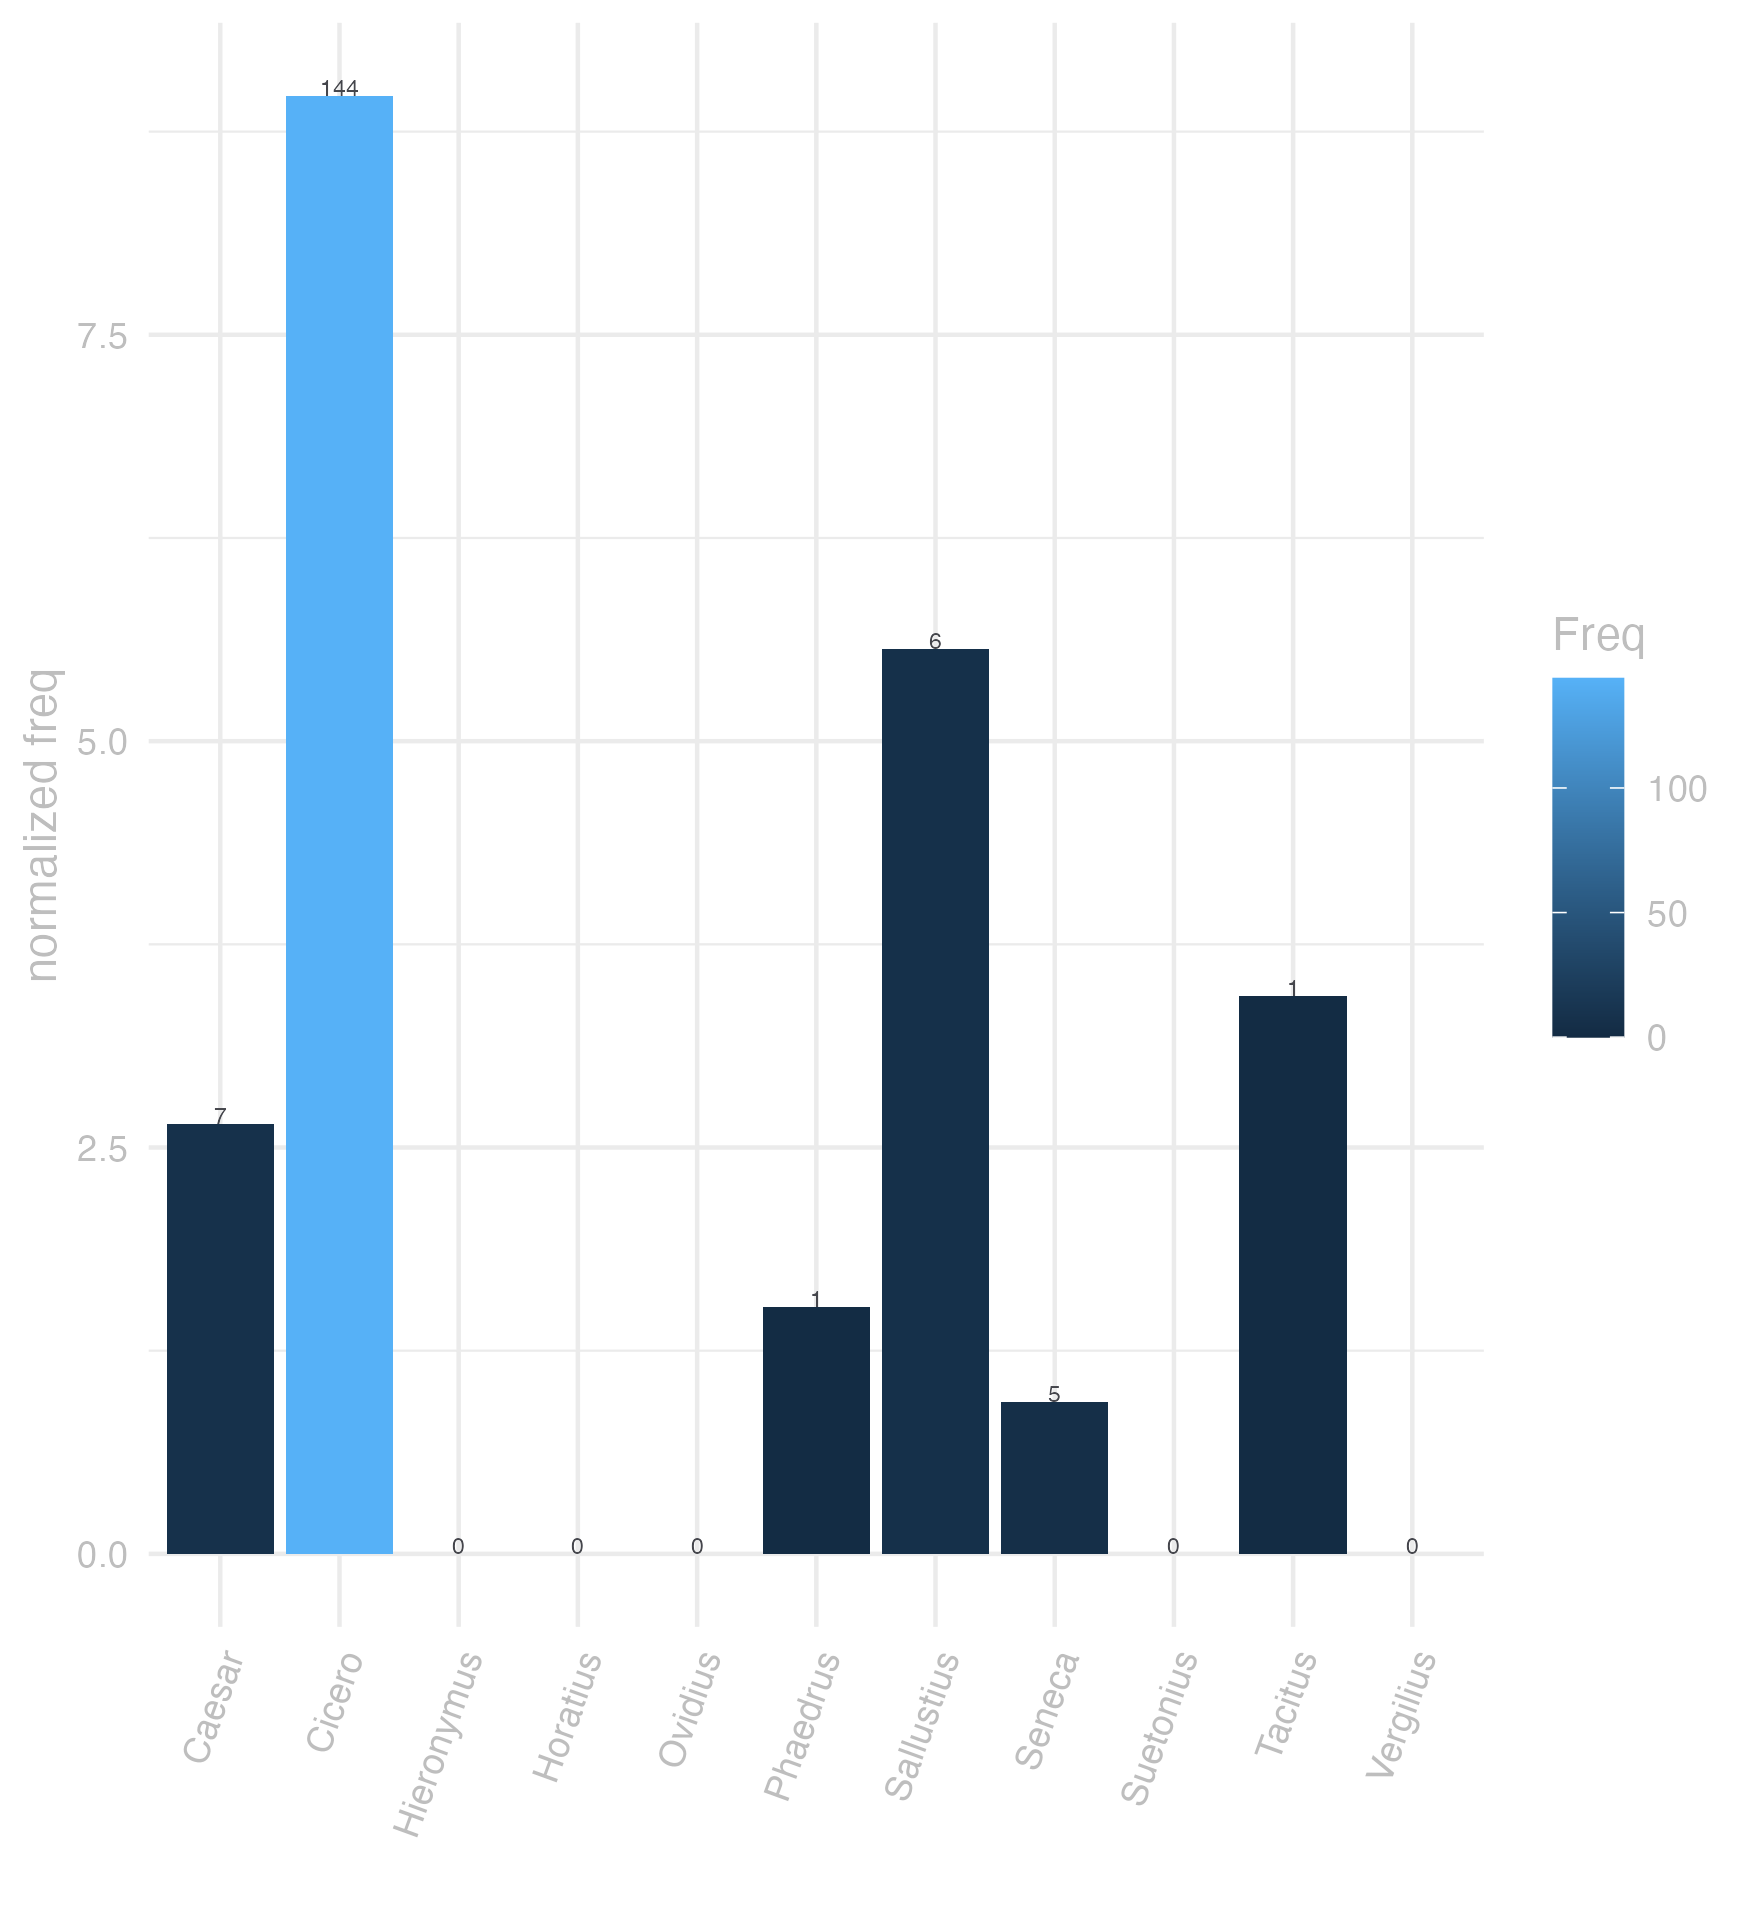 144
7.5
6
Freq
5.0
100
50
normalized freq
1
0
7
2.5
1
5
0.0
0
0
0
0
0
Caesar
Cicero
Hieronymus
Horatius
Ovidius
Phaedrus
Sallustius
Seneca
Suetonius
Tacitus
Vergilius